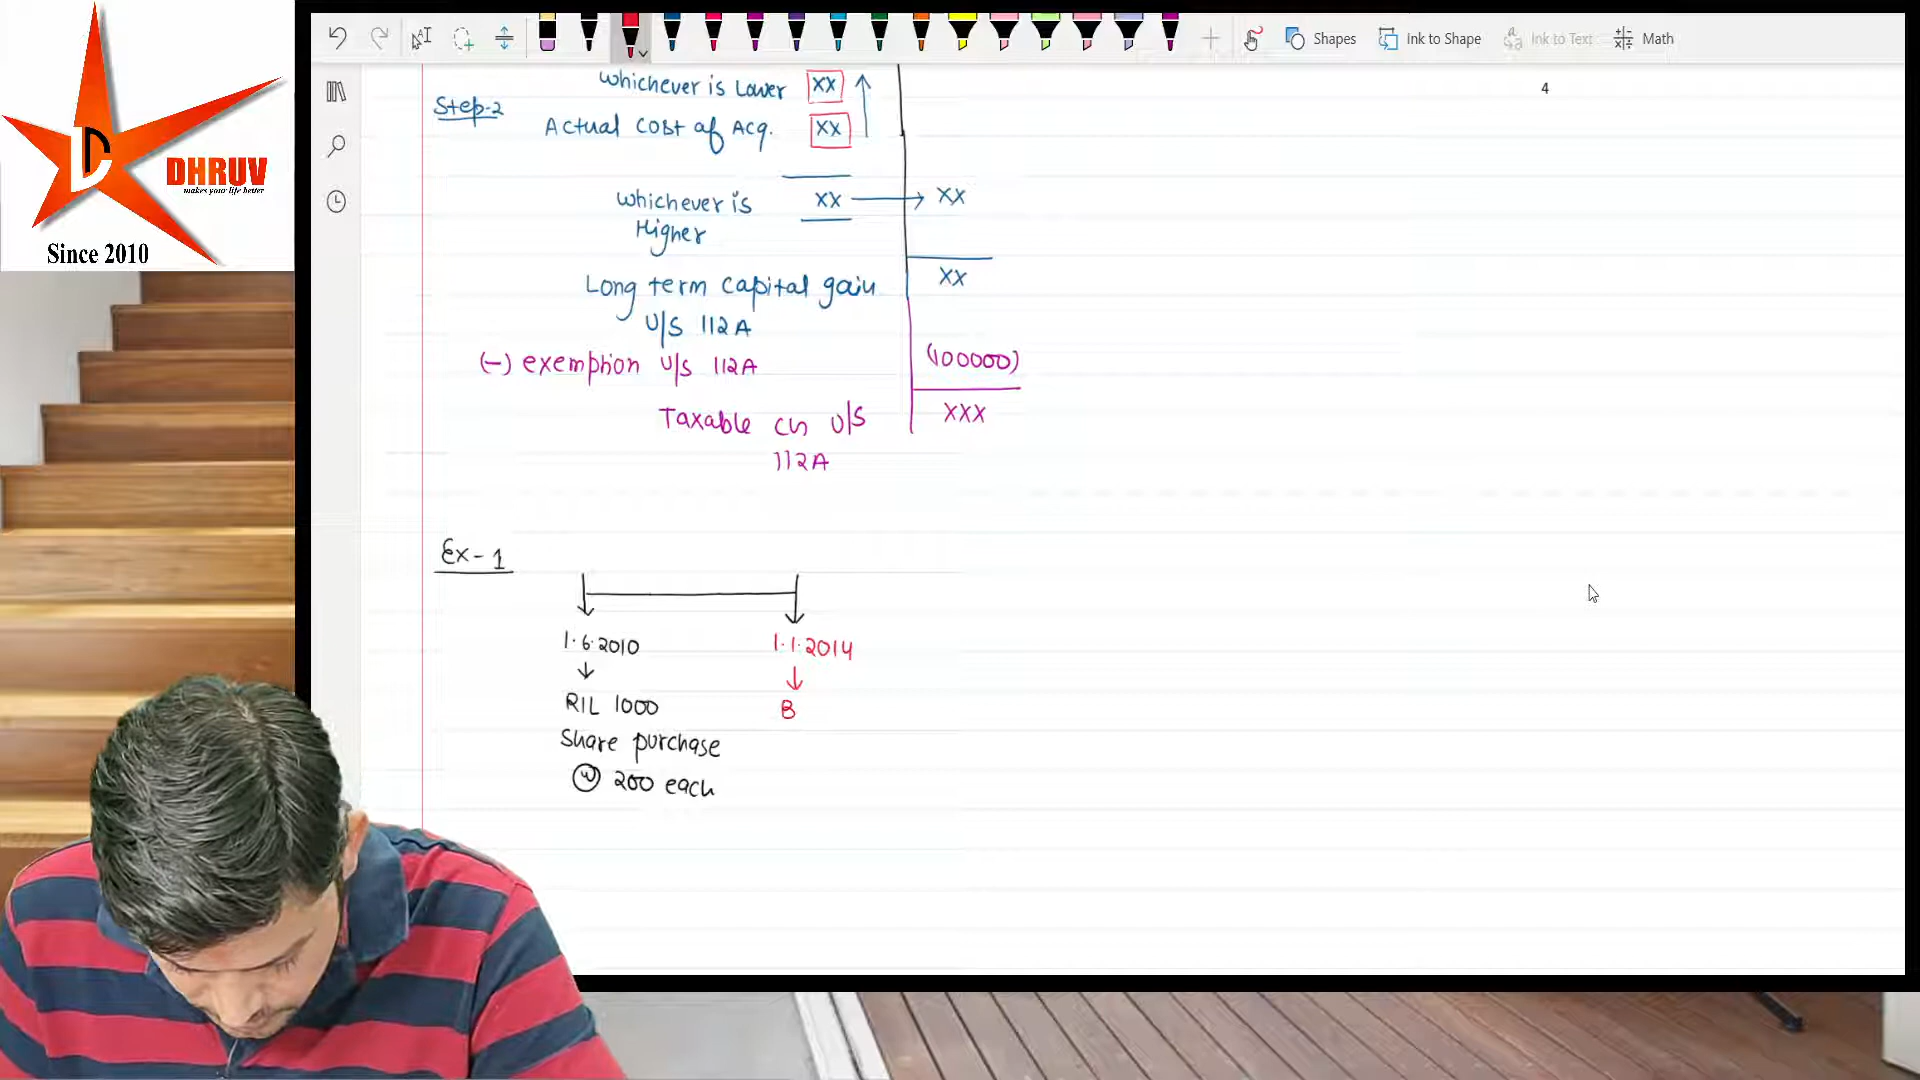 DC
DHRUV
makes your life better
Since 2010
Shapes
Ink to Shape
Ink to Text
Math
4
Whichever is Lower XX
Step-2
Actual Cost of Acq. XX
Whichever is XX XX
Higher
Long term capital gain XX
U/S 112A
(-) exemption U/S 112A (100000)
Taxable CG U/S XXX
112A
Ex-1
1.6.2010 1.1.2014
RIL 1000 B
Share purchase
@ 200 each